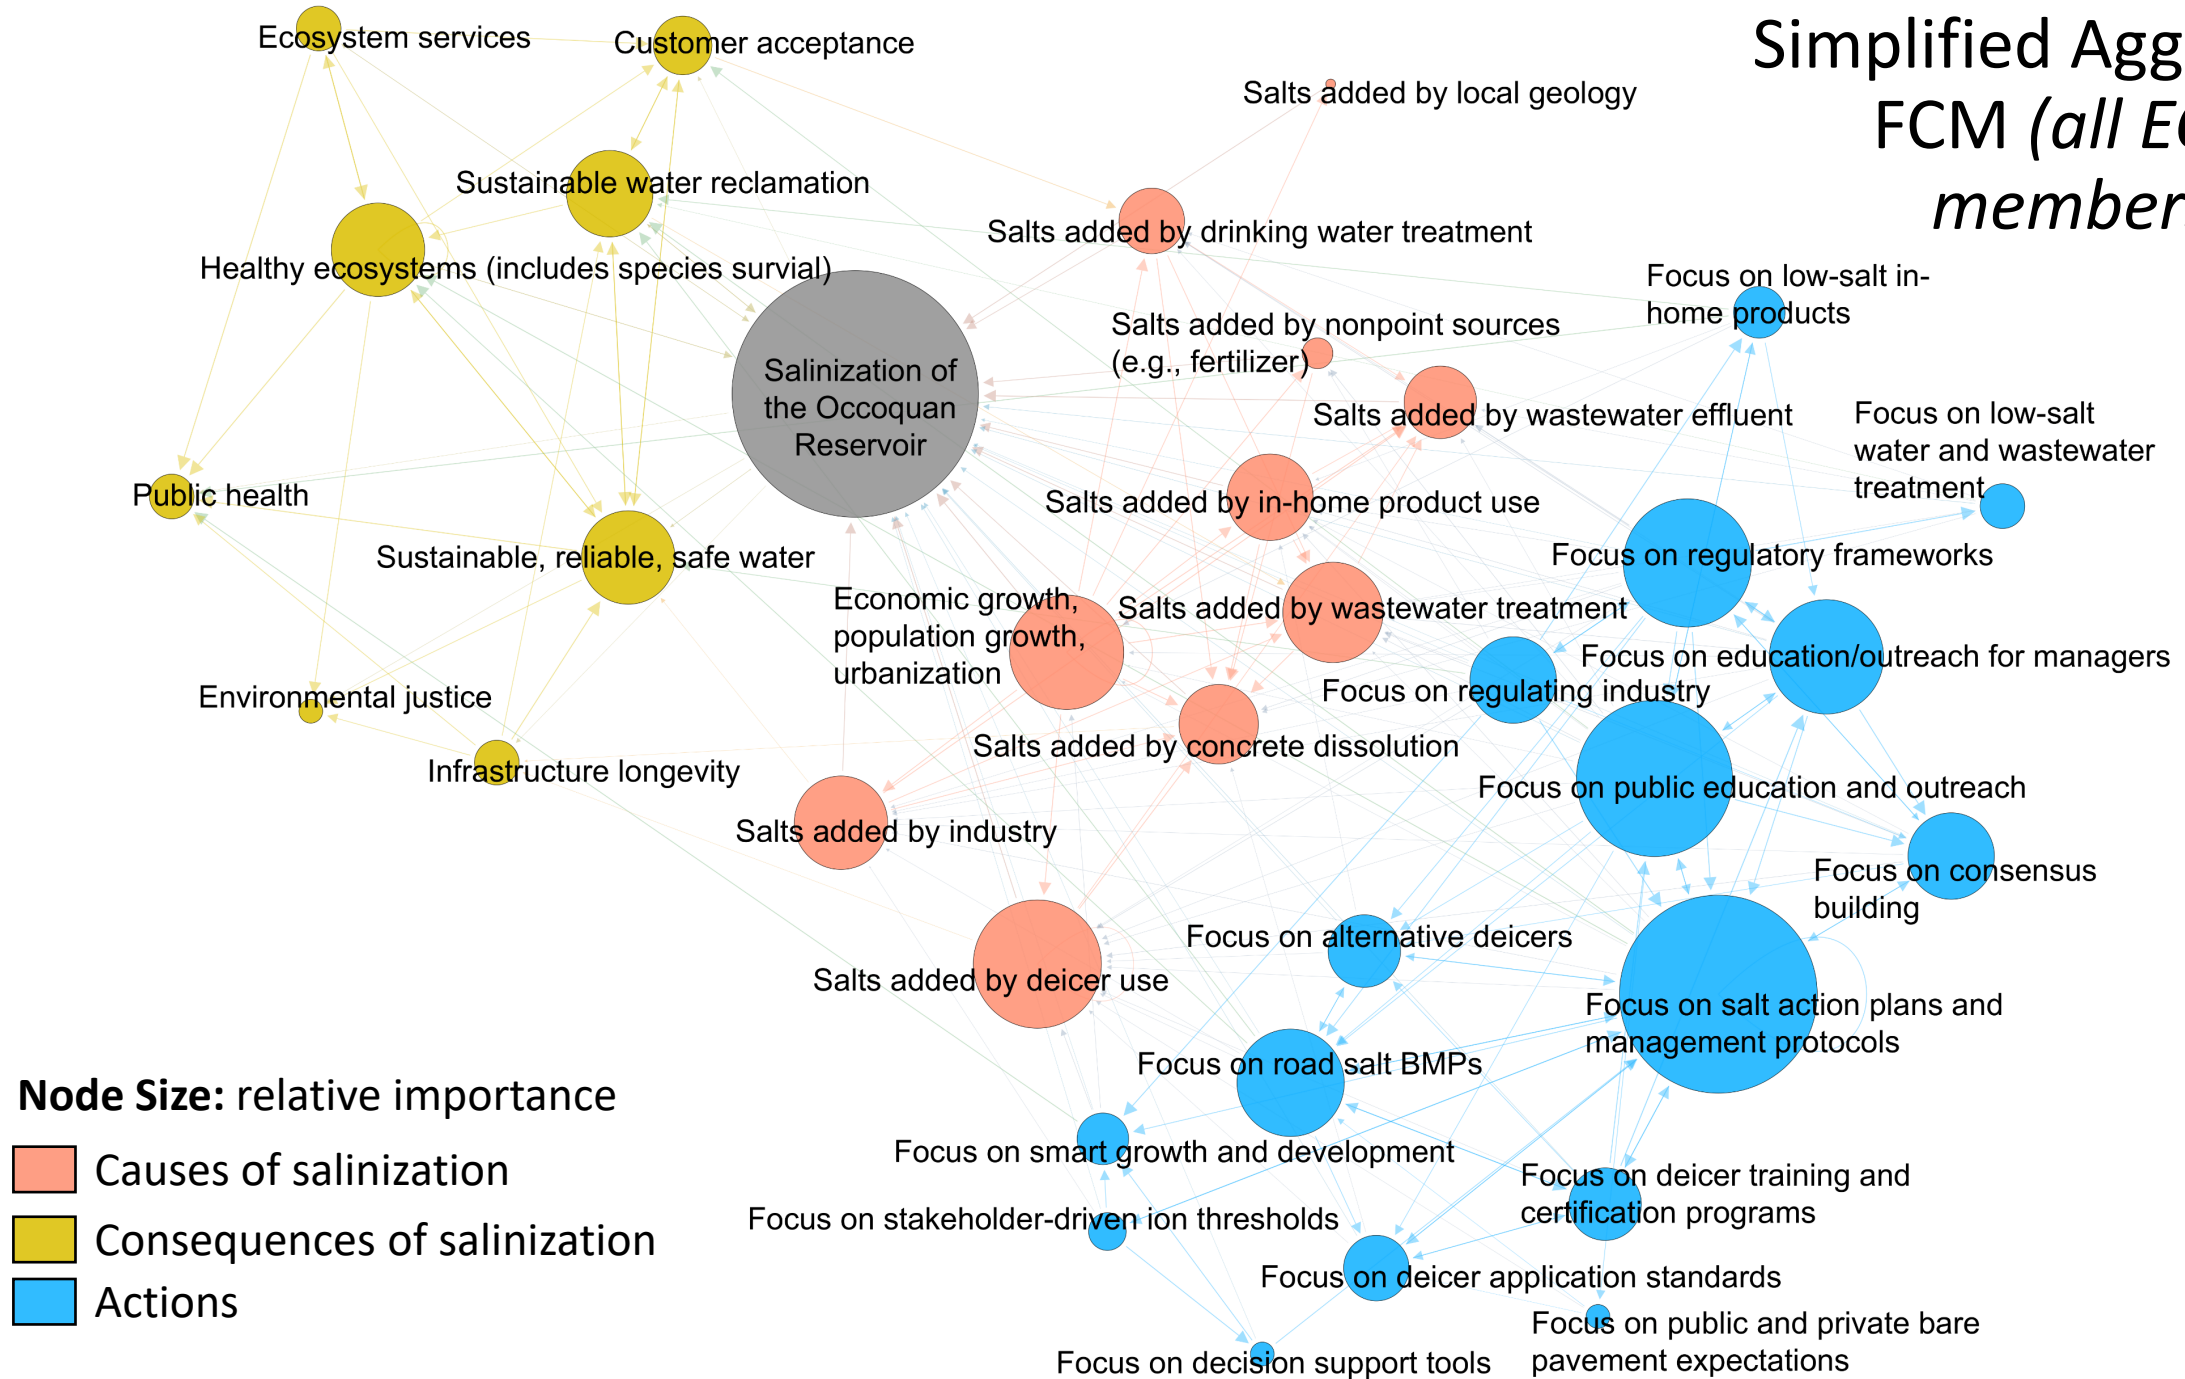 Simplified Agg
FCM (all E
member
Ecosystem services
Customer acceptance
Salts added by local geology
Sustainable water reclamation
Salts added by drinking water treatment
Healthy ecosystems (includes species survial)
Focus on low-salt in-
home products
Salts added by nonpoint sources
(e.g., fertilizer)
Salinization of
the Occoquan
Reservoir
Salts added by wastewater effluent
Focus on low-salt
water and wastewater
treatment
Public health
Salts added by in-home product use
Sustainable, reliable, safe water
Focus on regulatory frameworks
Economic growth,
population growth,
urbanization
Salts added by wastewater treatment
Focus on education/outreach for managers
Focus on regulating industry
Environmental justice
Salts added by concrete dissolution
Infrastructure longevity
Focus on public education and outreach
Salts added by industry
Focus on consensus
building
Focus on alternative deicers
Salts added by deicer use
Focus on salt action plans and
management protocols
Focus on road salt BMPs
Node Size: relative importance
Causes of salinization
Consequences of salinization
Actions
Focus on smart growth and development
Focus on deicer training and
certification programs
Focus on stakeholder-driven ion thresholds
Focus on deicer application standards
Focus on public and private bare
pavement expectations
Focus on decision support tools